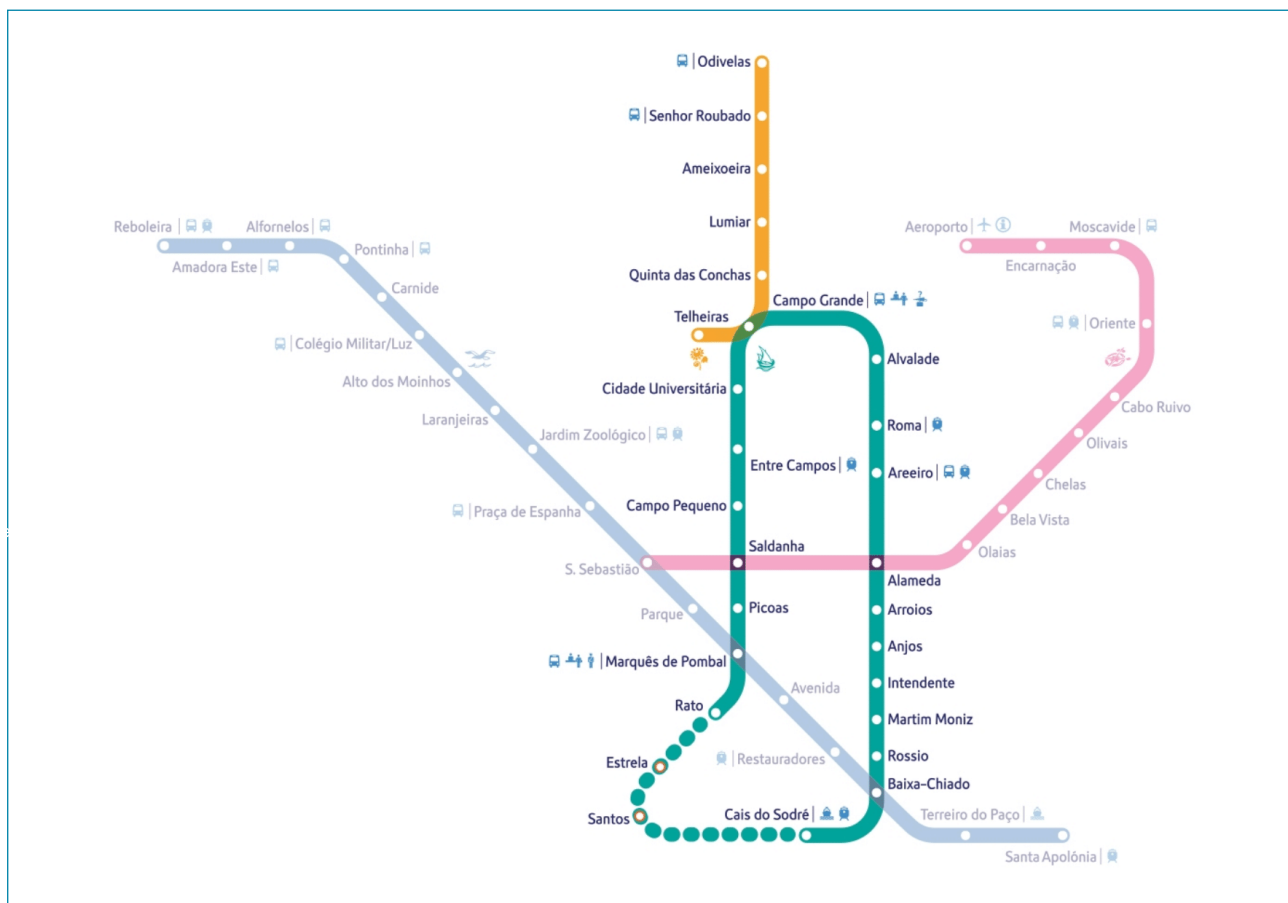 Odivelas
Senhor Roubado
Ameixoeira
Lumiar
Reboleira
Alfornelos
Aeroporto
Moscavide
Pontinha
Amadora Este
Encarnação
Quinta das Conchas
Carnide
Campo Grande
Telheiras
Oriente
Colégio Militar/Luz
Alvalade
Alto dos Moinhos
Cidade Universitária
Cabo Ruivo
Laranjeiras
Roma
Jardim Zoológico
Olivais
Entre Campos
Areeiro
Chelas
Campo Pequeno
Praça de Espanha
Bela Vista
Saldanha
Olaias
S. Sebastião
Alameda
Picoas
Arroios
Parque
Anjos
Marquês de Pombal
Intendente
Avenida
Rato
Martim Moniz
Restauradores
Rossio
Estrela
Baixa-Chiado
Cais do Sodré
Terreiro do Paço
Santos
Santa Apolónia